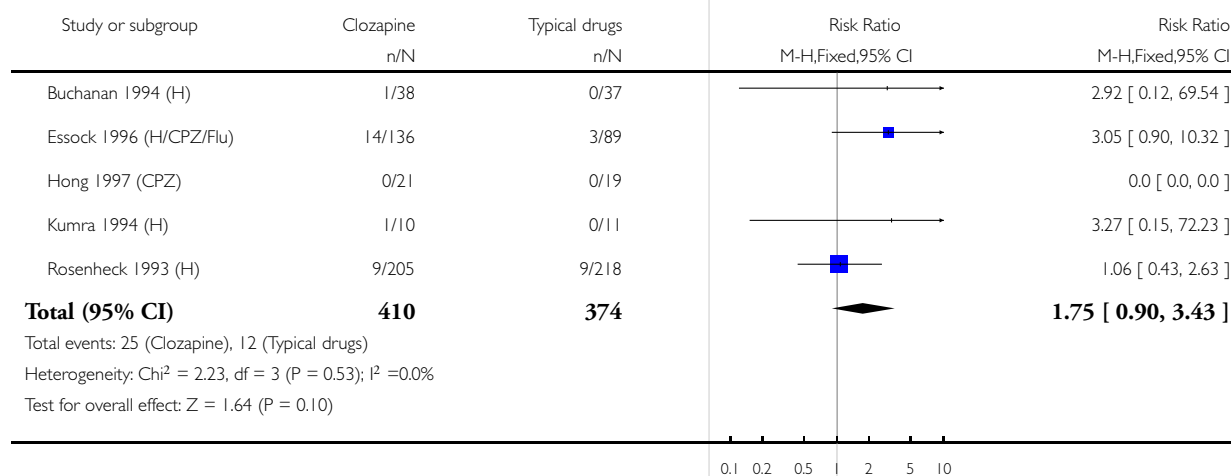 Study or subgroup Clozapine Typical drugs Risk Ratio Risk Ratio
n/N n/N M-H,Fixed,95% CI M-H,Fixed,95% CI
Buchanan 1994 (H) 1/38 0/37 2.92 [ 0.12, 69.54 ]
Essock 1996 (H/CPZ/Flu) 14/136 3/89 3.05 [ 0.90, 10.32 ]
Hong 1997 (CPZ) 0/21 0/19 0.0 [ 0.0, 0.0 ]
Kumra 1994 (H) 1/10 0/11 3.27 [ 0.15, 72.23 ]
Rosenheck 1993 (H) 9/205 9/218 1.06 [ 0.43, 2.63 ]
Total (95% CI) 410 374 1.75 [ 0.90, 3.43 ]
Total events: 25 (Clozapine), 12 (Typical drugs)
Heterogeneity: Chi² = 2.23, df = 3 (P = 0.53); I² =0.0%
Test for overall effect: Z = 1.64 (P = 0.10)
0.1 0.2 0.5 1 2 5 10